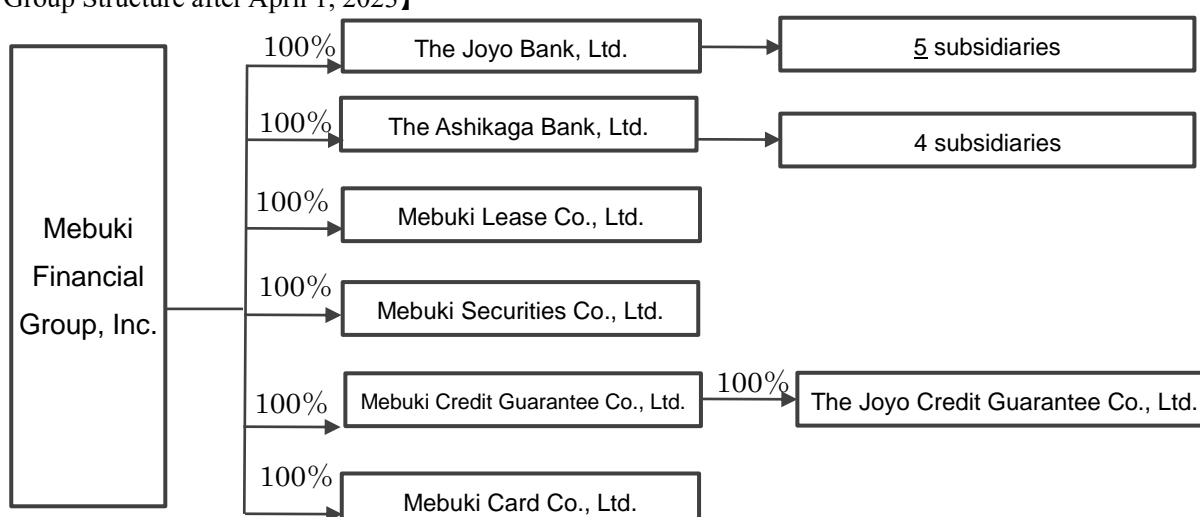 Group Structure after April 1, 2023】
100%
The Joyo Bank, Ltd.
5 subsidiaries
100%
The Ashikaga Bank, Ltd.
4 subsidiaries
100%
Mebuki Lease Co., Ltd.
Mebuki
Financial
Group, Inc.
100%
Mebuki Securities Co., Ltd.
100%
Mebuki Credit Guarantee Co., Ltd.
100%
The Joyo Credit Guarantee Co., Ltd.
100%
Mebuki Card Co., Ltd.